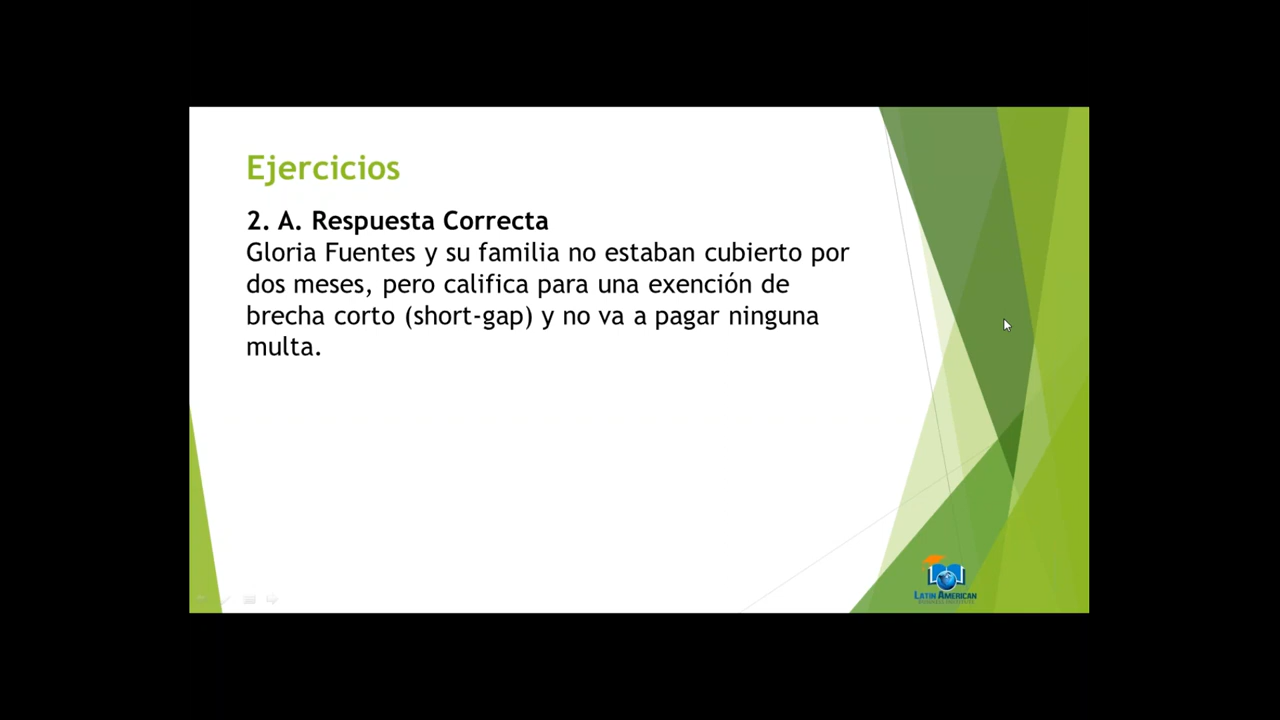 Ejercicios
2. A. Respuesta Correcta
Gloria Fuentes y su familia no estaban cubierto por
dos meses, pero califica para una exención de
brecha corto (short-gap) y no va a pagar ninguna
multa.
LATIN AMERICAN